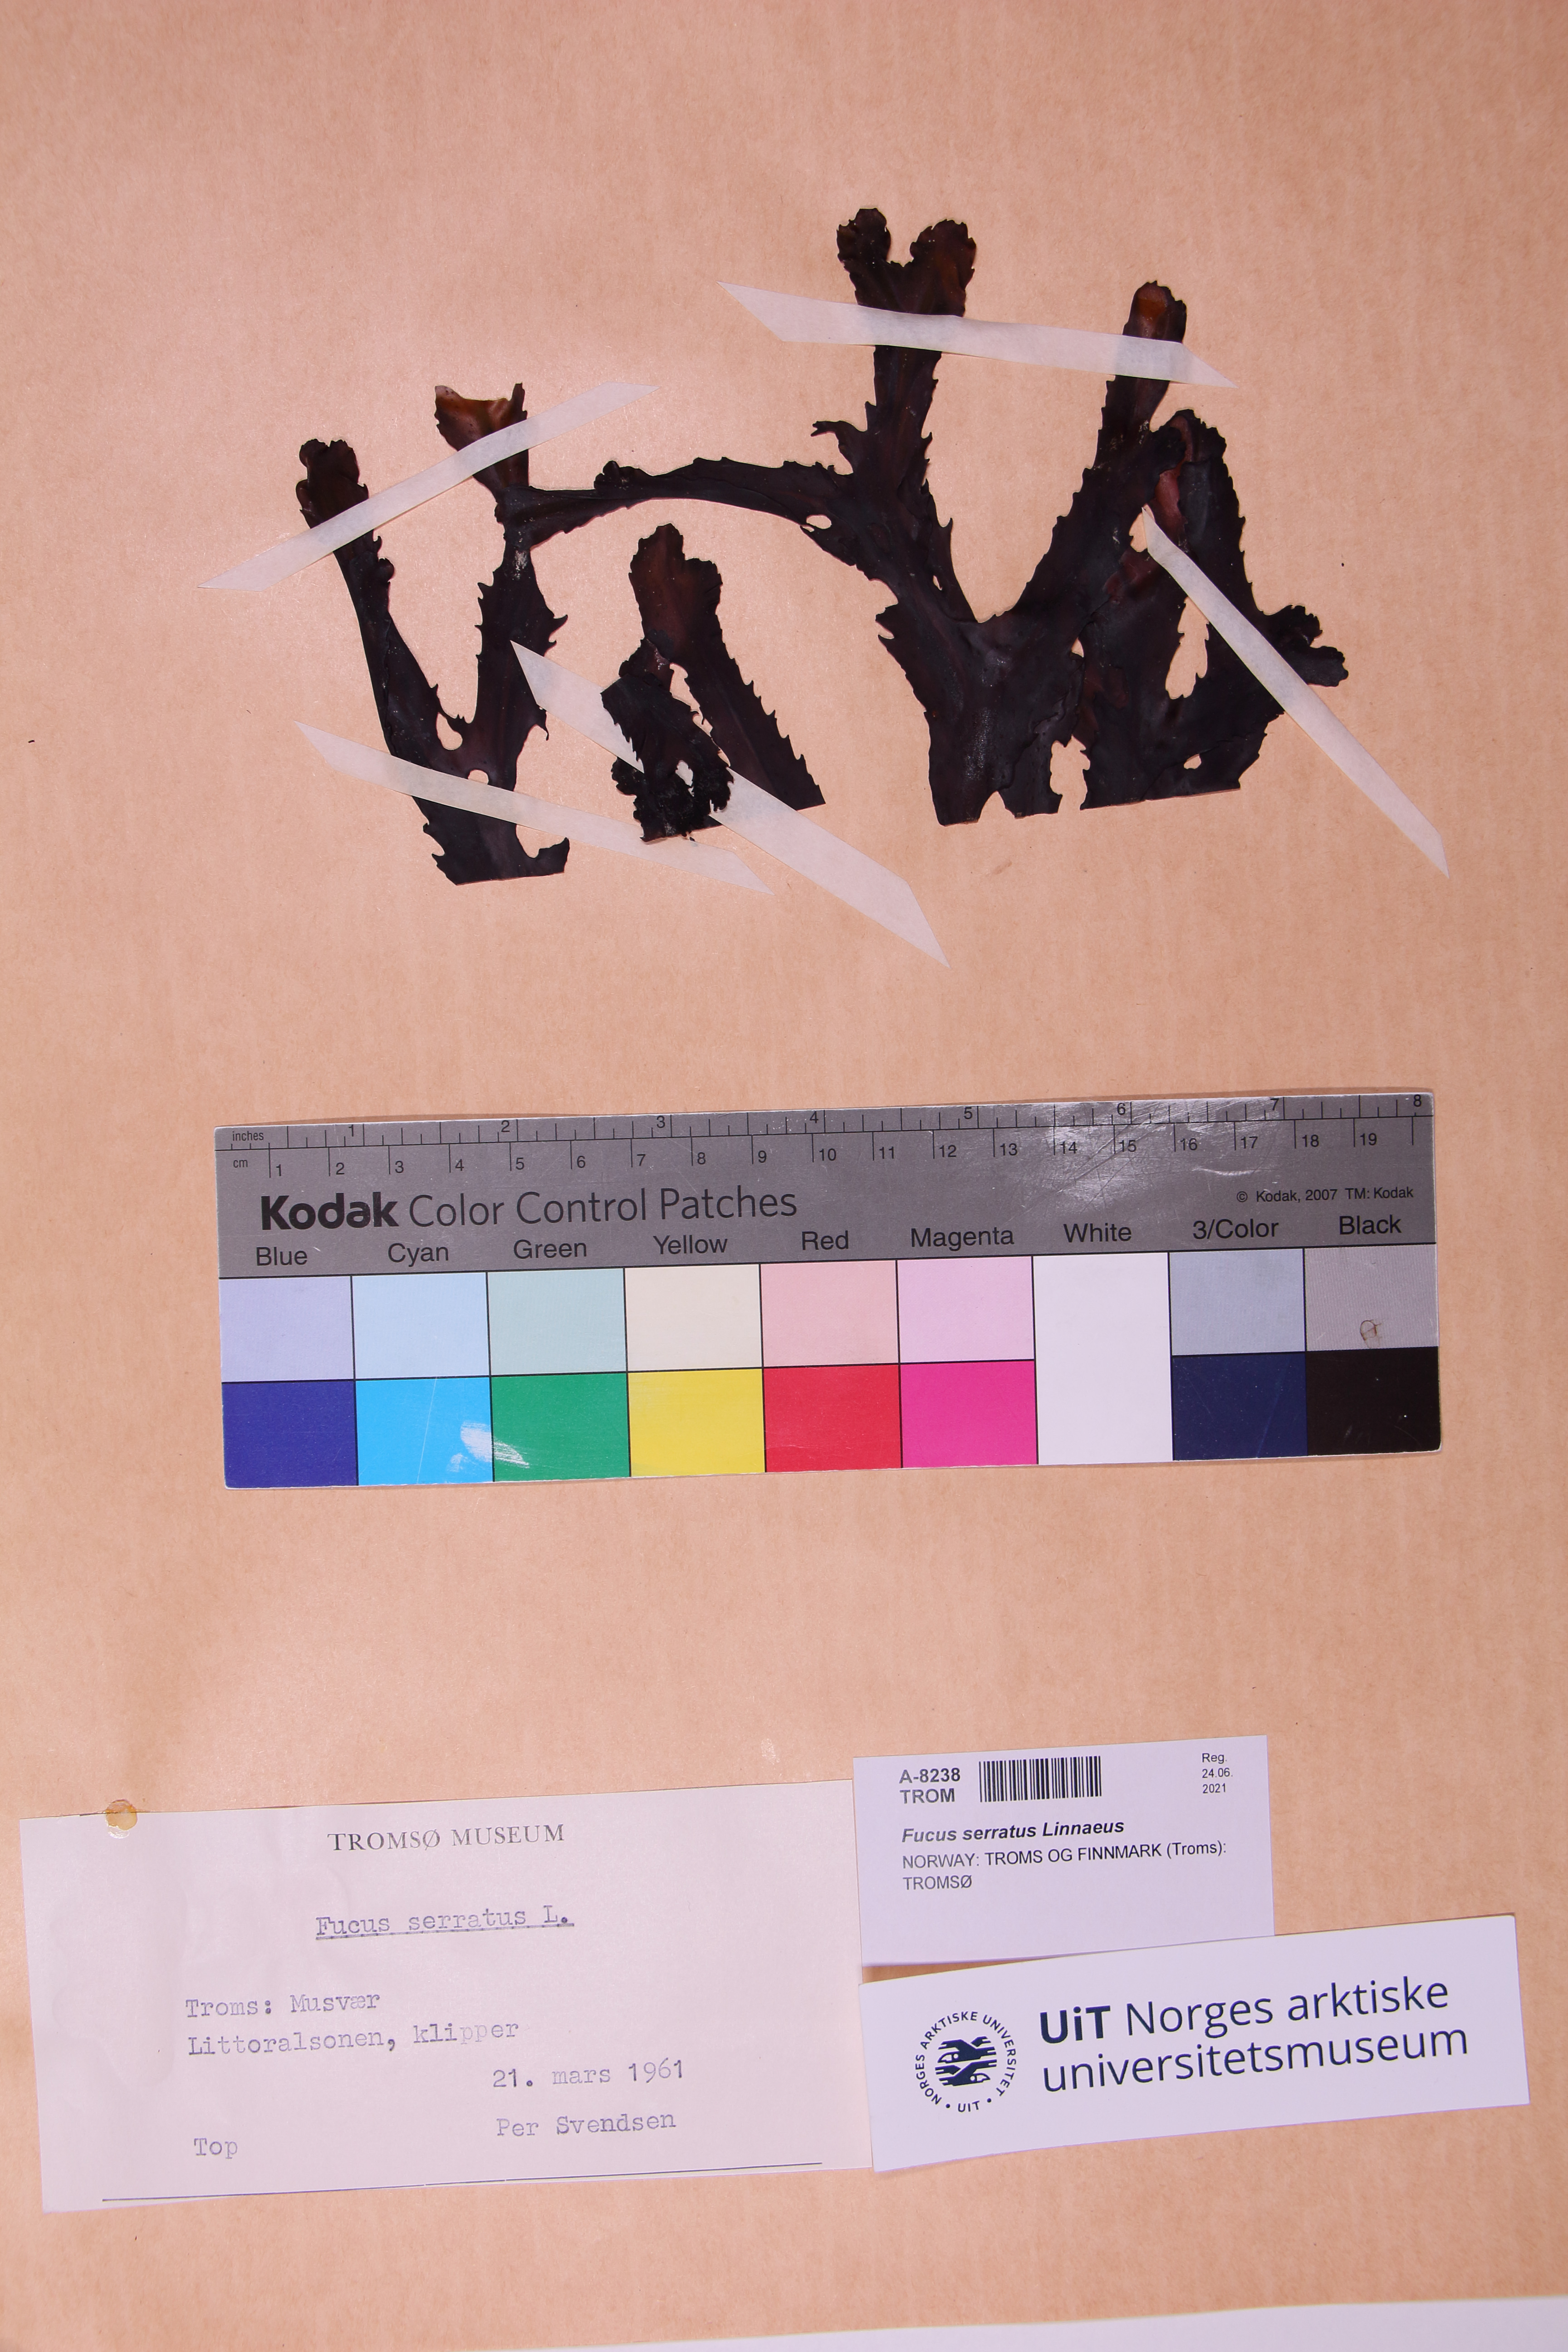 inches 1 2 3 4 5 6 7 8
cm 1 2 3 4 5 6 7 8 9 10 11 12 13 14 15 16 17 18 19
Kodak Color Control Patches
© Kodak, 2007 TM: Kodak
Blue Cyan Green Yellow Red Magenta White 3/Color Black
TROMSØ MUSEUM
Fucus serratus L.
Troms: Musvær
Littoralsonen, klipper
21. mars 1961
Per Svendsen
Top
A-8238
TROM
Reg.
24.06.
2021
Fucus serratus Linnaeus
NORWAY: TROMS OG FINNMARK (Troms):
TROMSØ
NORGES ARKTISKE UNIVERSITET • UIT •
UiT Norges arktiske
universitetsmuseum